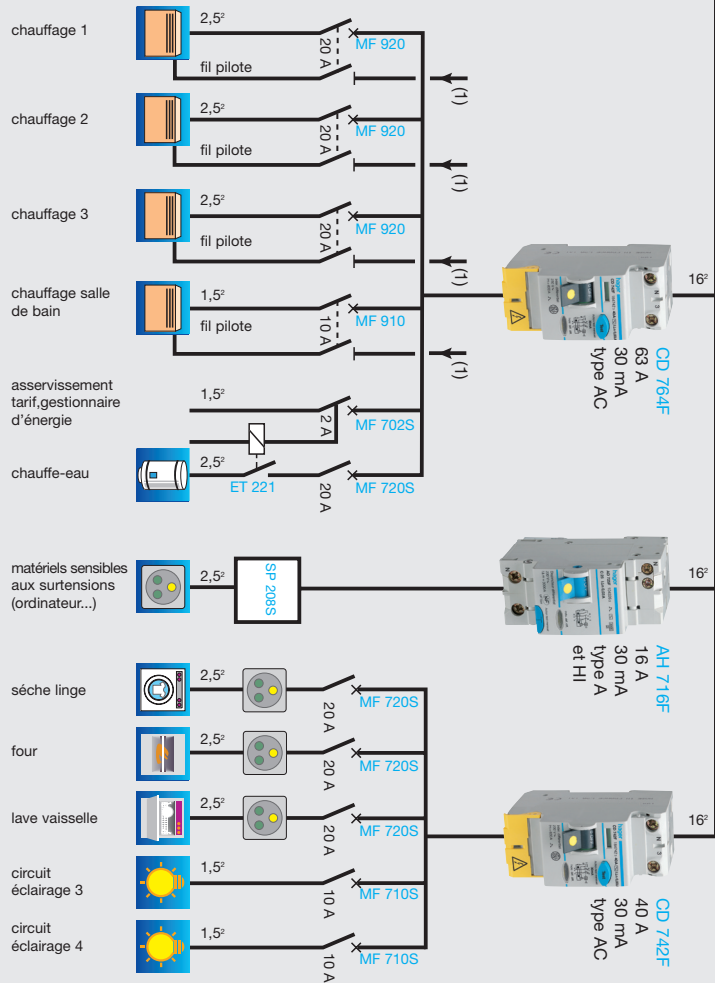 chauffage 1
2,5²
20 A
MF 920
fil pilote
(1)
chauffage 2
2,5²
20 A
MF 920
fil pilote
(1)
chauffage 3
2,5²
20 A
MF 920
fil pilote
(1)
chauffage salle
de bain
1,5²
10 A
MF 910
fil pilote
(1)
CD 764F
63 A
30 mA
type AC
16²
asservissement
tarif,gestionnaire
d'énergie
1,5²
2 A
MF 702S
chauffe-eau
2,5²
ET 221
20 A
MF 720S
matériels sensibles
aux surtensions
(ordinateur...)
2,5²
SP 208S
hager
AH 716F
16 A
30 mA
type A
et HI
16²
séche linge
2,5²
20 A
MF 720S
four
2,5²
20 A
MF 720S
lave vaisselle
2,5²
20 A
MF 720S
circuit
éclairage 3
1,5²
10 A
MF 710S
circuit
éclairage 4
1,5²
10 A
MF 710S
hager
CD 742F
40 A
30 mA
type AC
16²